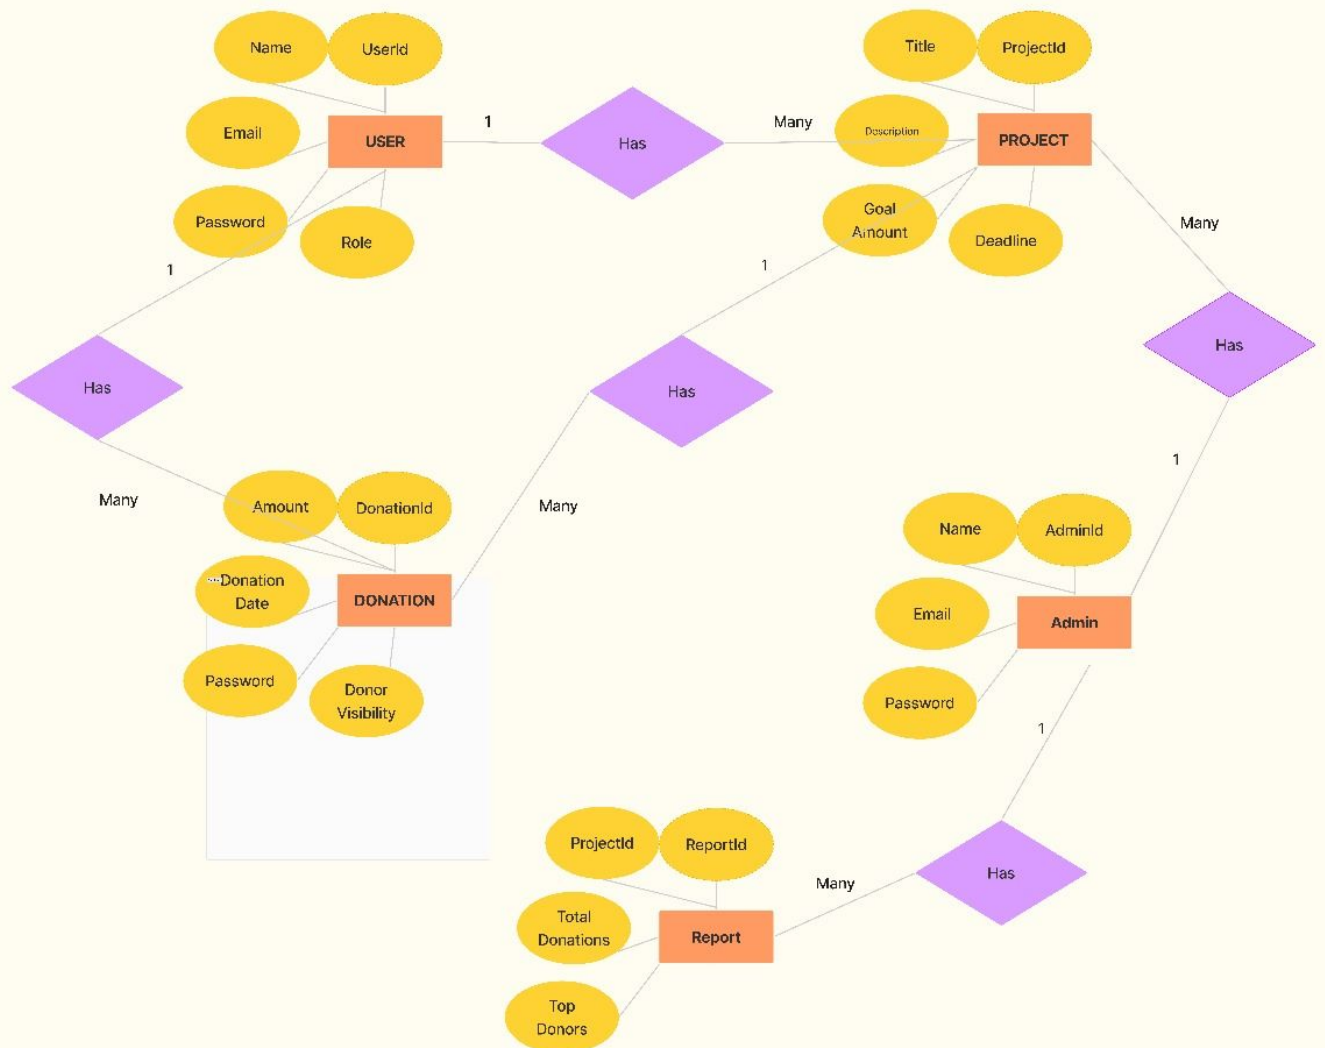 Name
UserId
Title
ProjectId
Email
USER
1
Has
Many
Description
PROJECT
Password
Role
Goal
Amount
Deadline
Many
1
1
Has
Has
Has
Many
Amount
DonationId
Many
1
Name
AdminId
Donation
Date
DONATION
Email
Admin
Password
Donor
Visibility
Password
1
ProjectId
ReportId
Many
Has
Total
Donations
Report
Top
Donors